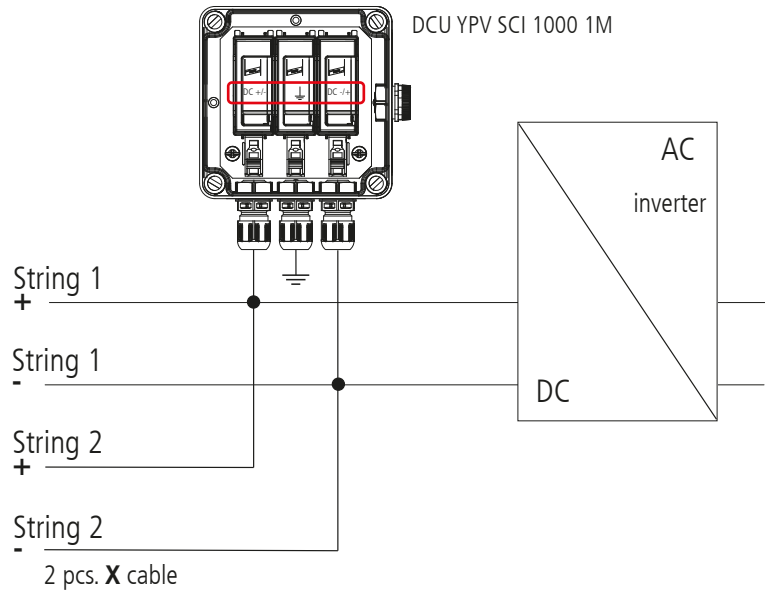 DCU YPV SCI 1000 1M
DC +/-
DC -/+
AC
inverter
DC
String 1
+
String 1
-
String 2
+
String 2
-
2 pcs. X cable